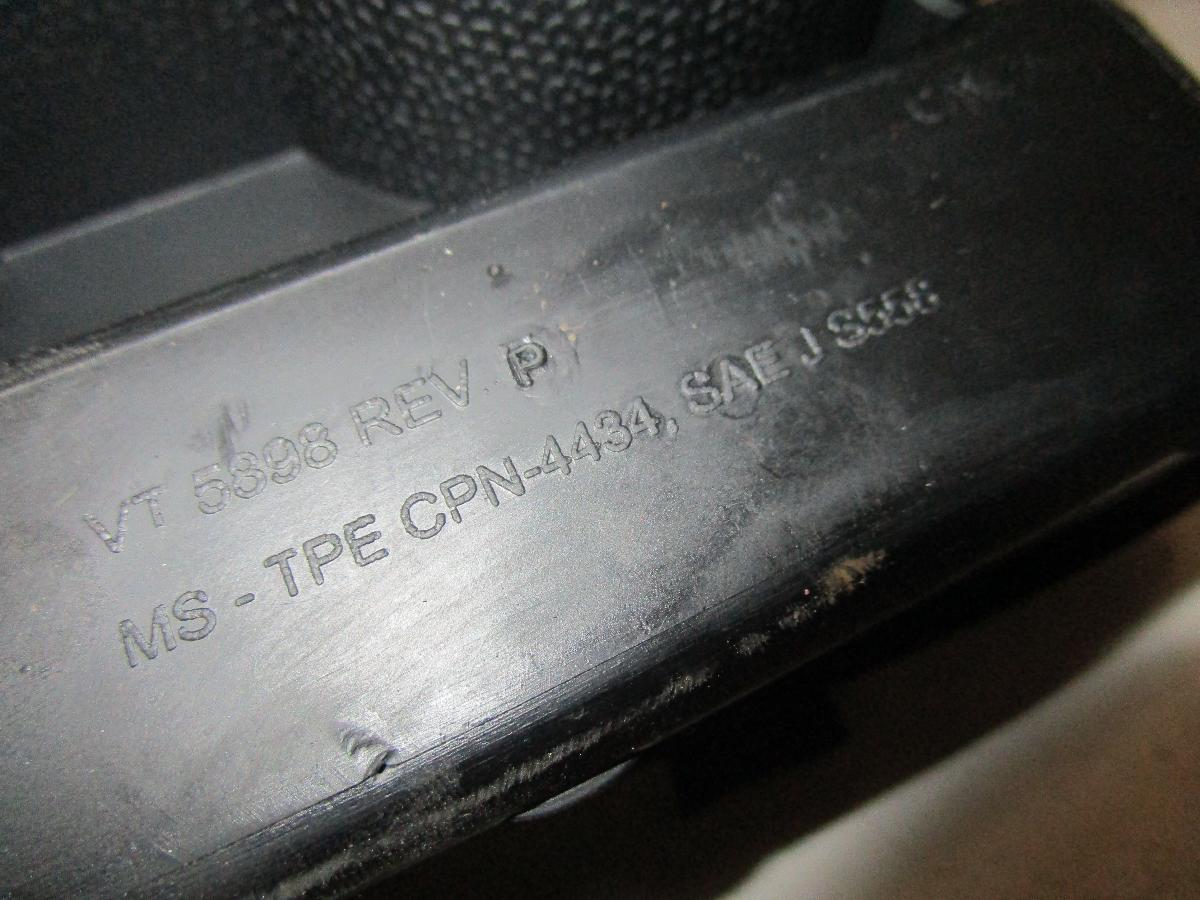 VT 5898 REV P
MS - TPE CPN-4434, SAE J S558